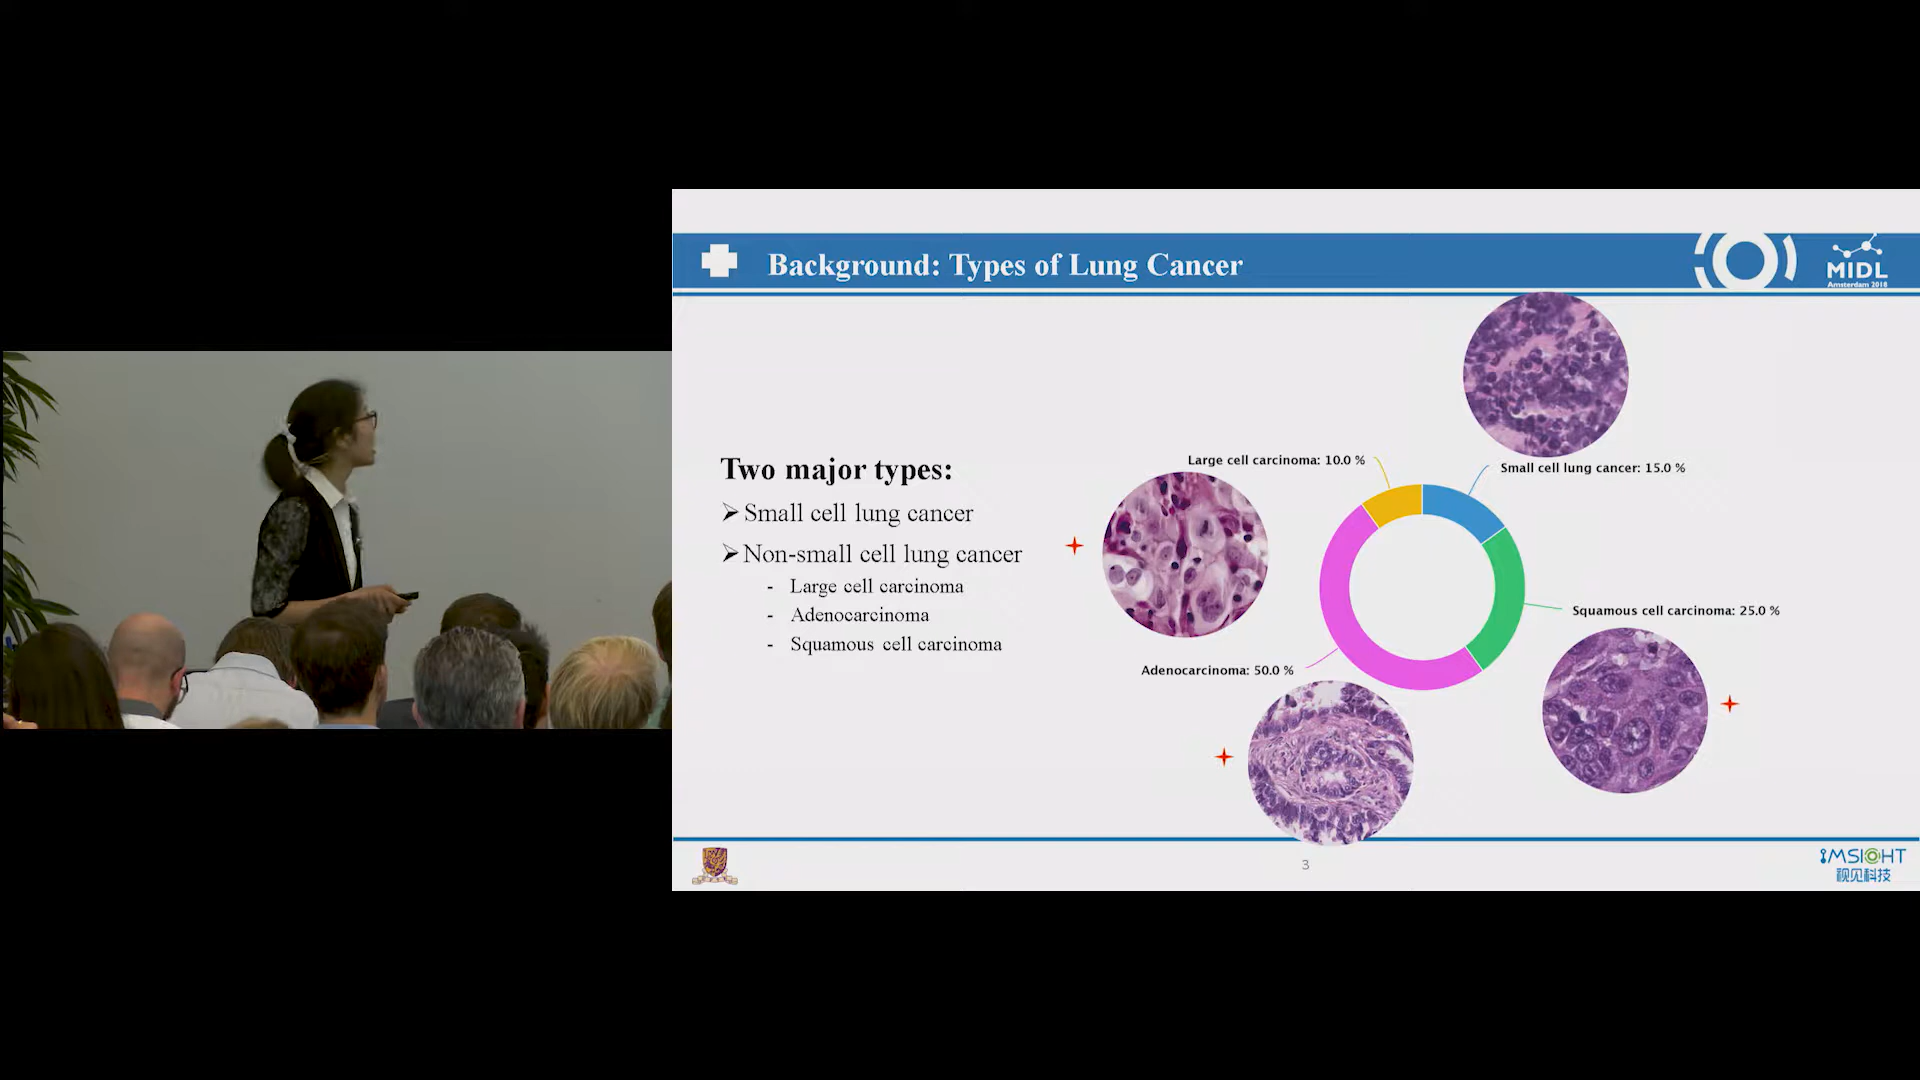 Background: Types of Lung Cancer
MIDL
Amsterdam 2018
Two major types:
➢ Small cell lung cancer
➢ Non-small cell lung cancer
- Large cell carcinoma
- Adenocarcinoma
- Squamous cell carcinoma
Large cell carcinoma: 10.0 %
Small cell lung cancer: 15.0 %
Squamous cell carcinoma: 25.0 %
Adenocarcinoma: 50.0 %
3
iMSIGHT
视见科技